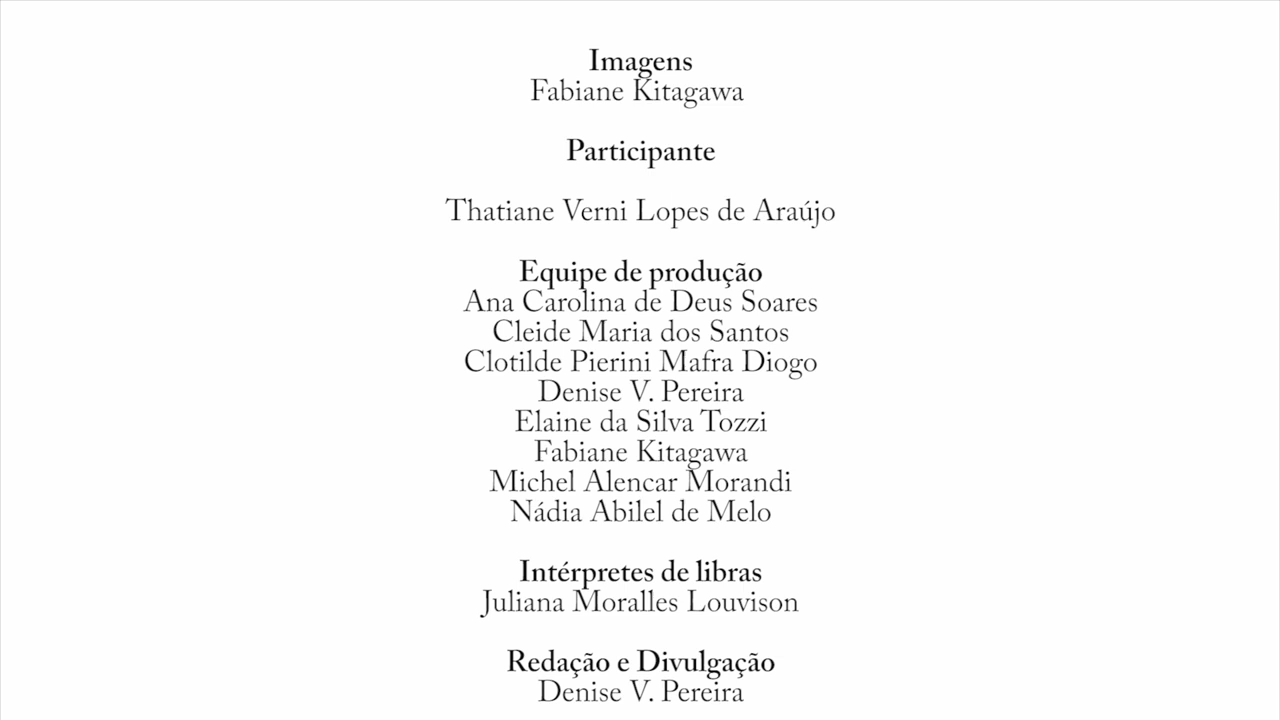 Imagens
Fabiane Kitagawa
Participante
Thatiane Verni Lopes de Araújo
Equipe de produção
Ana Carolina de Deus Soares
Cleide Maria dos Santos
Clotilde Pierini Mafra Diogo
Denise V. Pereira
Elaine da Silva Tozzi
Fabiane Kitagawa
Michel Alencar Morandi
Nádia Abilel de Melo
Intérpretes de libras
Juliana Moralles Louvison
Redação e Divulgação
Denise V. Pereira